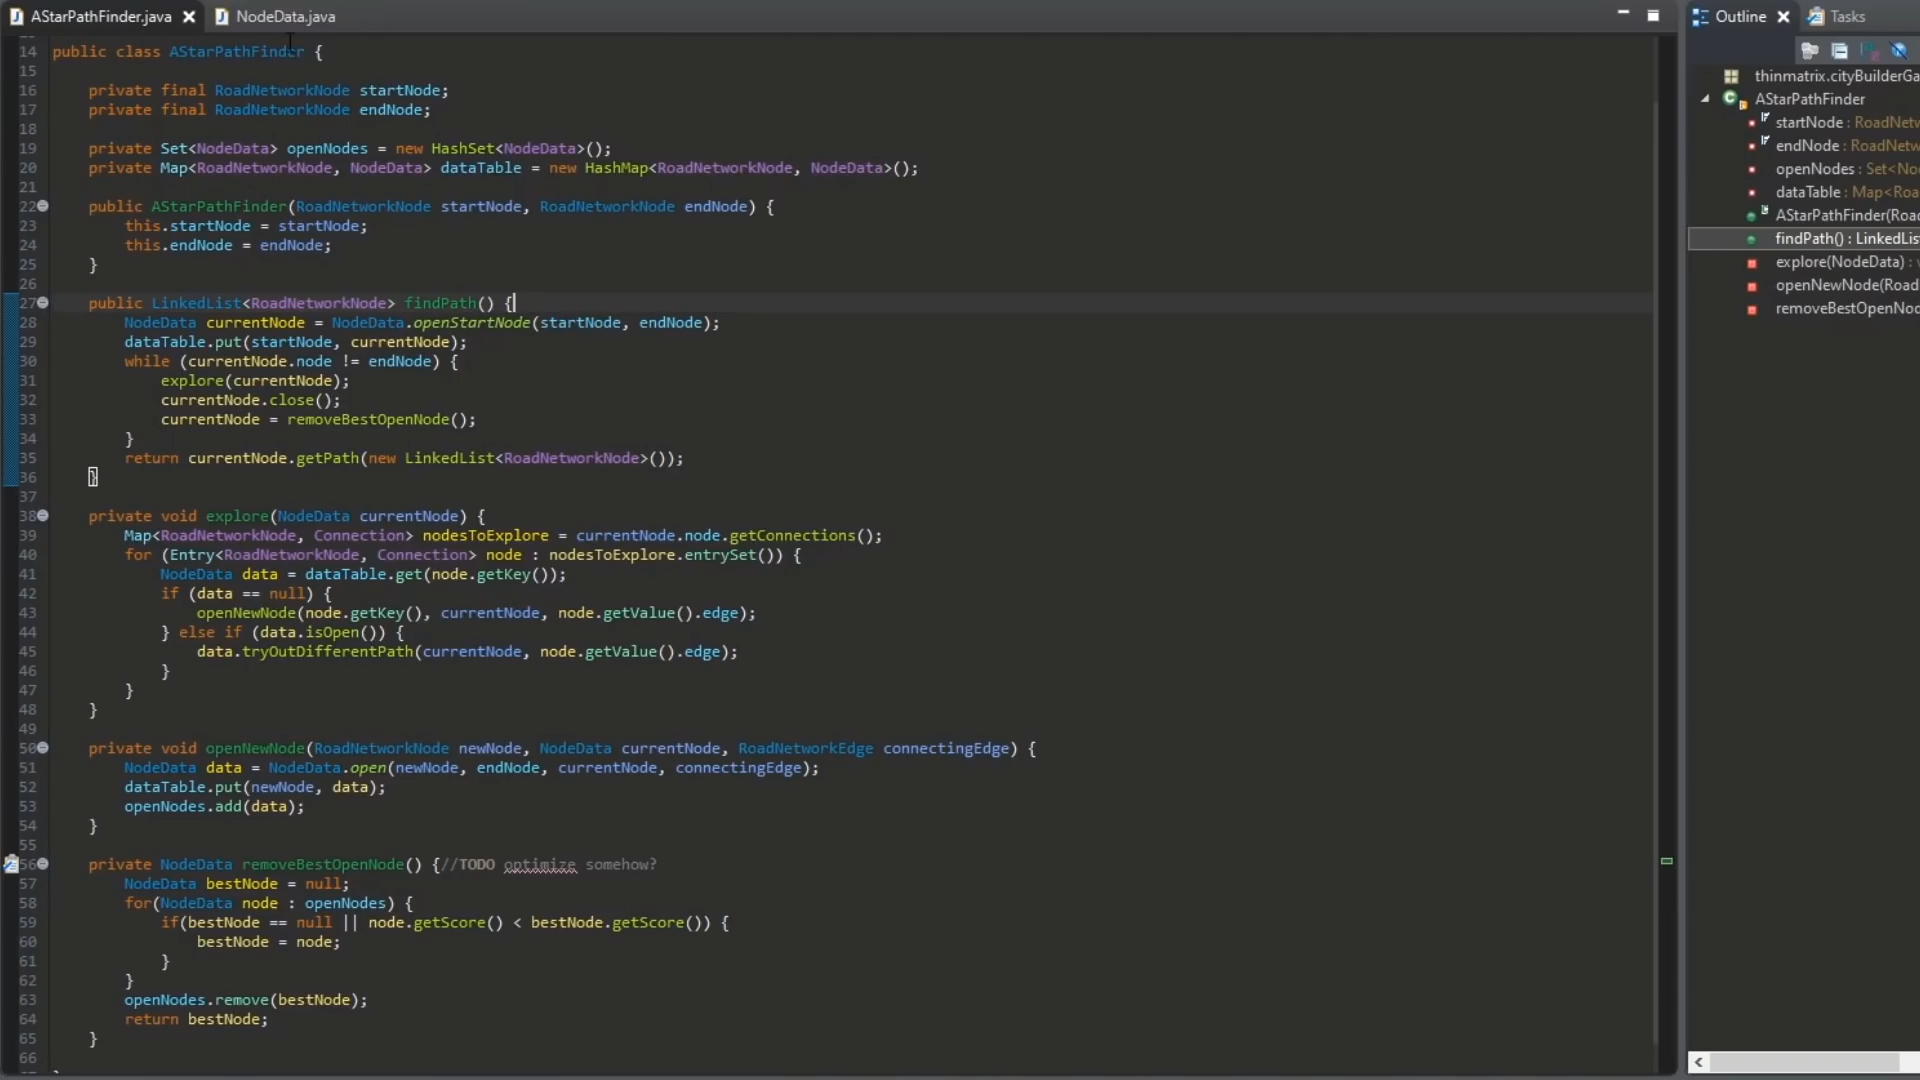 AStarPathFinder.java
NodeData.java
14 public class AStarPathFinder {
15
16 private final RoadNetworkNode startNode;
17 private final RoadNetworkNode endNode;
18
19 private Set<NodeData> openNodes = new HashSet<NodeData>();
20 private Map<RoadNetworkNode, NodeData> dataTable = new HashMap<RoadNetworkNode, NodeData>();
21
22 public AStarPathFinder(RoadNetworkNode startNode, RoadNetworkNode endNode) {
23 this.startNode = startNode;
24 this.endNode = endNode;
25 }
26
27 public LinkedList<RoadNetworkNode> findPath() {
28 NodeData currentNode = NodeData.openStartNode(startNode, endNode);
29 dataTable.put(startNode, currentNode);
30 while (currentNode.node != endNode) {
31 explore(currentNode);
32 currentNode.close();
33 currentNode = removeBestOpenNode();
34 }
35 return currentNode.getPath(new LinkedList<RoadNetworkNode>());
36 }
37
38 private void explore(NodeData currentNode) {
39 Map<RoadNetworkNode, Connection> nodesToExplore = currentNode.node.getConnections();
40 for (Entry<RoadNetworkNode, Connection> node : nodesToExplore.entrySet()) {
41 NodeData data = dataTable.get(node.getKey());
42 if (data == null) {
43 openNewNode(node.getKey(), currentNode, node.getValue().edge);
44 } else if (data.isOpen()) {
45 data.tryOutDifferentPath(currentNode, node.getValue().edge);
46 }
47 }
48 }
49
50 private void openNewNode(RoadNetworkNode newNode, NodeData currentNode, RoadNetworkEdge connectingEdge) {
51 NodeData data = NodeData.open(newNode, endNode, currentNode, connectingEdge);
52 dataTable.put(newNode, data);
53 openNodes.add(data);
54 }
55
56 private NodeData removeBestOpenNode() {//TODO optimize somehow?
57 NodeData bestNode = null;
58 for(NodeData node : openNodes) {
59 if(bestNode == null || node.getScore() < bestNode.getScore()) {
60 bestNode = node;
61 }
62 }
63 openNodes.remove(bestNode);
64 return bestNode;
65 }
66
Outline
Tasks
thinmatrix.cityBuilderGa
AStarPathFinder
startNode : RoadNetw
endNode : RoadNetw
openNodes : Set<No
dataTable : Map<Roa
AStarPathFinder(Roa
findPath() : LinkedLis
explore(NodeData) :
openNewNode(Road
removeBestOpenNod